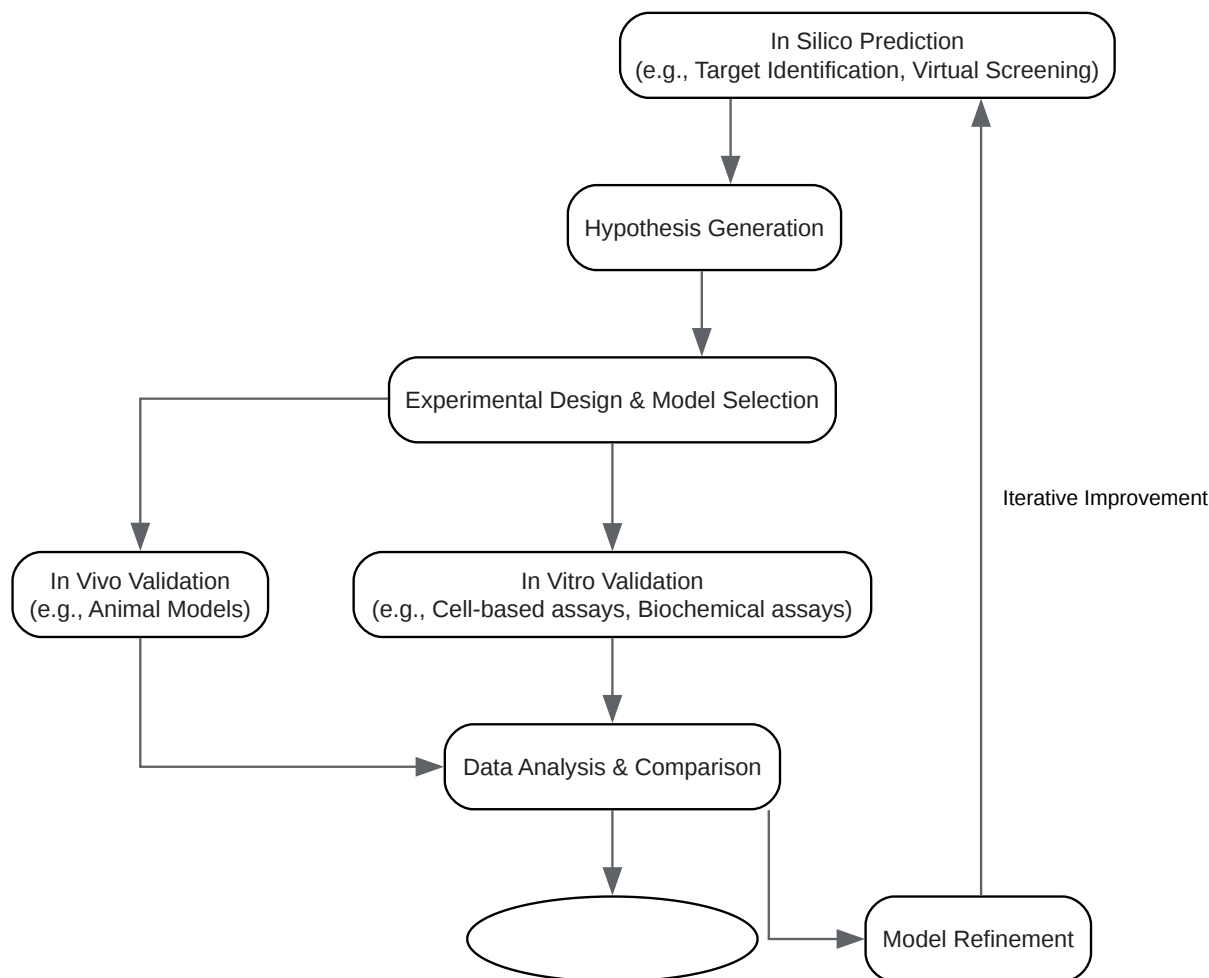 In Silico Prediction
(e.g., Target Identification, Virtual Screening)
Hypothesis Generation
Experimental Design & Model Selection
Iterative Improvement
In Vivo Validation
(e.g., Animal Models)
In Vitro Validation
(e.g., Cell-based assays, Biochemical assays)
Data Analysis & Comparison
Model Refinement